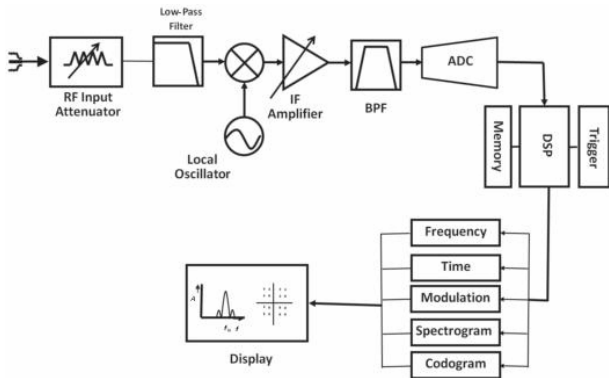 Low-Pass
Filter
RF Input
Attenuator
IF
Amplifier
BPF
ADC
Local
Oscillator
Memory
DSP
Trigger
Frequency
Time
Modulation
Spectrogram
Codogram
A
Display